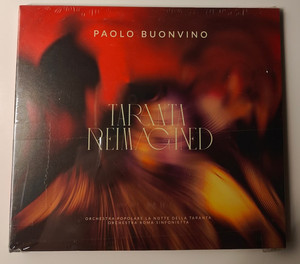 PAOLO BUONVINO
TARANTA
REIMAGINED
ORCHESTRA POPOLARE LA NOTTE DELLA TARANTA
ORCHESTRA ROMA SINFONIETTA